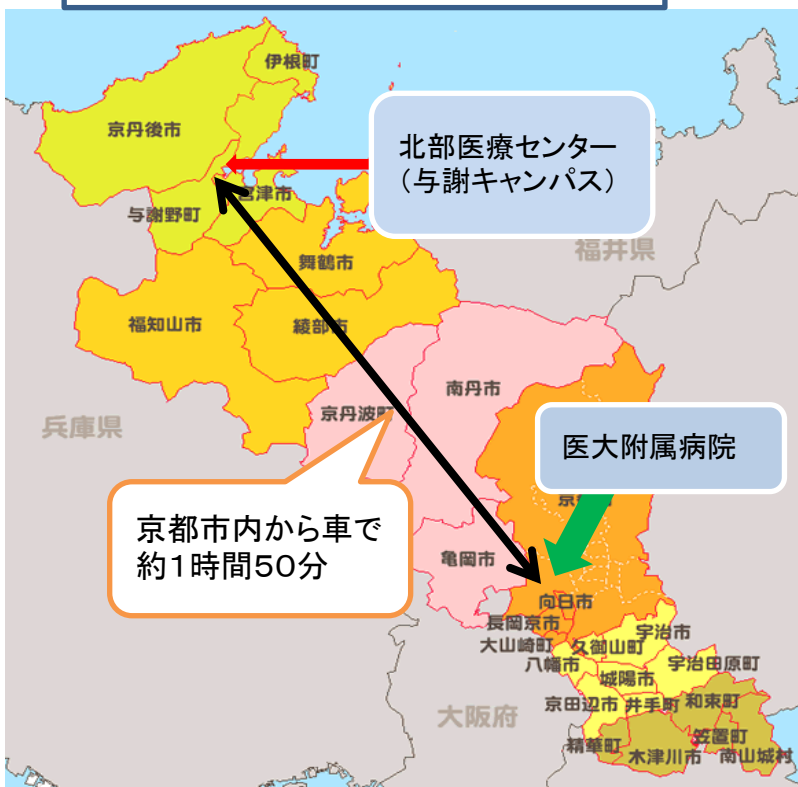 伊根町
京丹後市
北部医療センター
(与謝キャンパス)
宮津市
与謝野町
福井県
舞鶴市
福知山市
綾部市
南丹市
京丹波町
兵庫県
医大附属病院
京都市内から車で
約1時間50分
亀岡市
向日市
長岡京市
大山崎町
久御山町
宇治市
八幡市
宇治田原町
城陽市
京田辺市
井手町
和束町
大阪府
笠置町
精華町
木津川市
南山城村